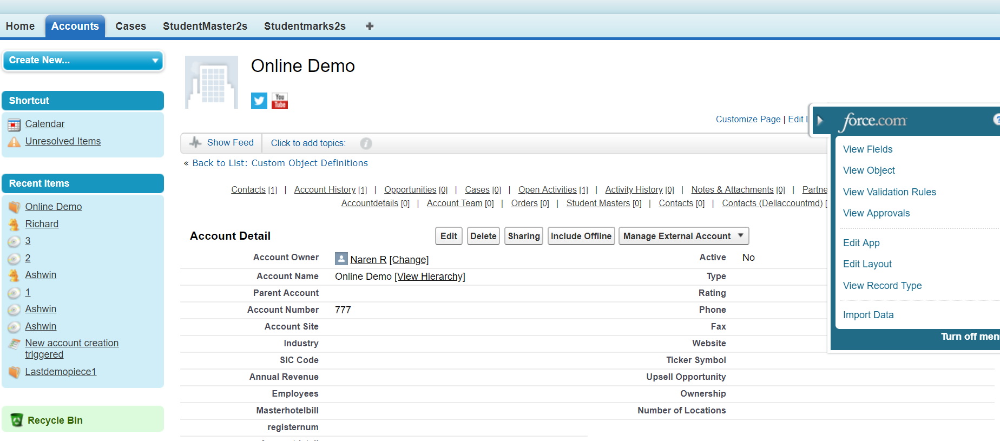 Home Accounts Cases StudentMaster2s Studentmarks2s
Create New...
Shortcut
Calendar
Unresolved Items
Recent Items
Online Demo
Richard
3
2
Ashwin
1
Ashwin
Ashwin
New account creation
triggered
Lastdemopiece1
Recycle Bin
Online Demo
You
Tube
Customize Page | Edit L
Show Feed Click to add topics: i
« Back to List: Custom Object Definitions
Contacts [1] | Account History [1] | Opportunities [0] | Cases [0] | Open Activities [1] | Activity History [0] | Notes & Attachments [0] | Partne
Accountdetails [0] | Account Team [0] | Orders [0] | Student Masters [0] | Contacts [0] | Contacts (Dellaccountmd) [
Account Detail Edit Delete Sharing Include Offline Manage External Account
Account Owner Naren R [Change] Active No
Account Name Online Demo [View Hierarchy] Type
Parent Account Rating
Account Number 777 Phone
Account Site Fax
Industry Website
SIC Code Ticker Symbol
Annual Revenue Upsell Opportunity
Employees Ownership
Masterhotelbill Number of Locations
registernum
force.com ?
View Fields
View Object
View Validation Rules
View Approvals
Edit App
Edit Layout
View Record Type
Import Data
Turn off men